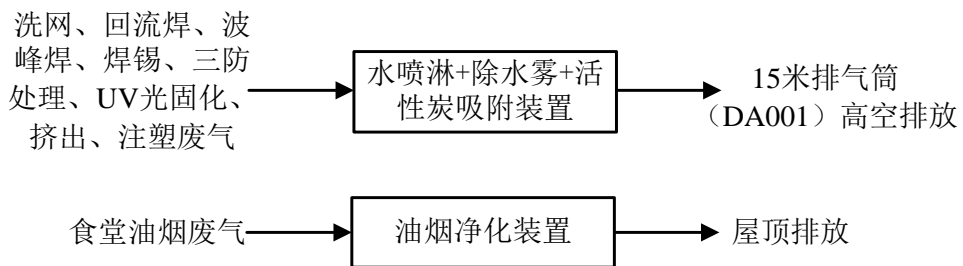 洗网、回流焊、波
峰焊、焊锡、三防
处理、UV光固化、
挤出、注塑废气
水喷淋+除水雾+活
性炭吸附装置
15米排气筒
（DA001）高空排放
食堂油烟废气
油烟净化装置
屋顶排放